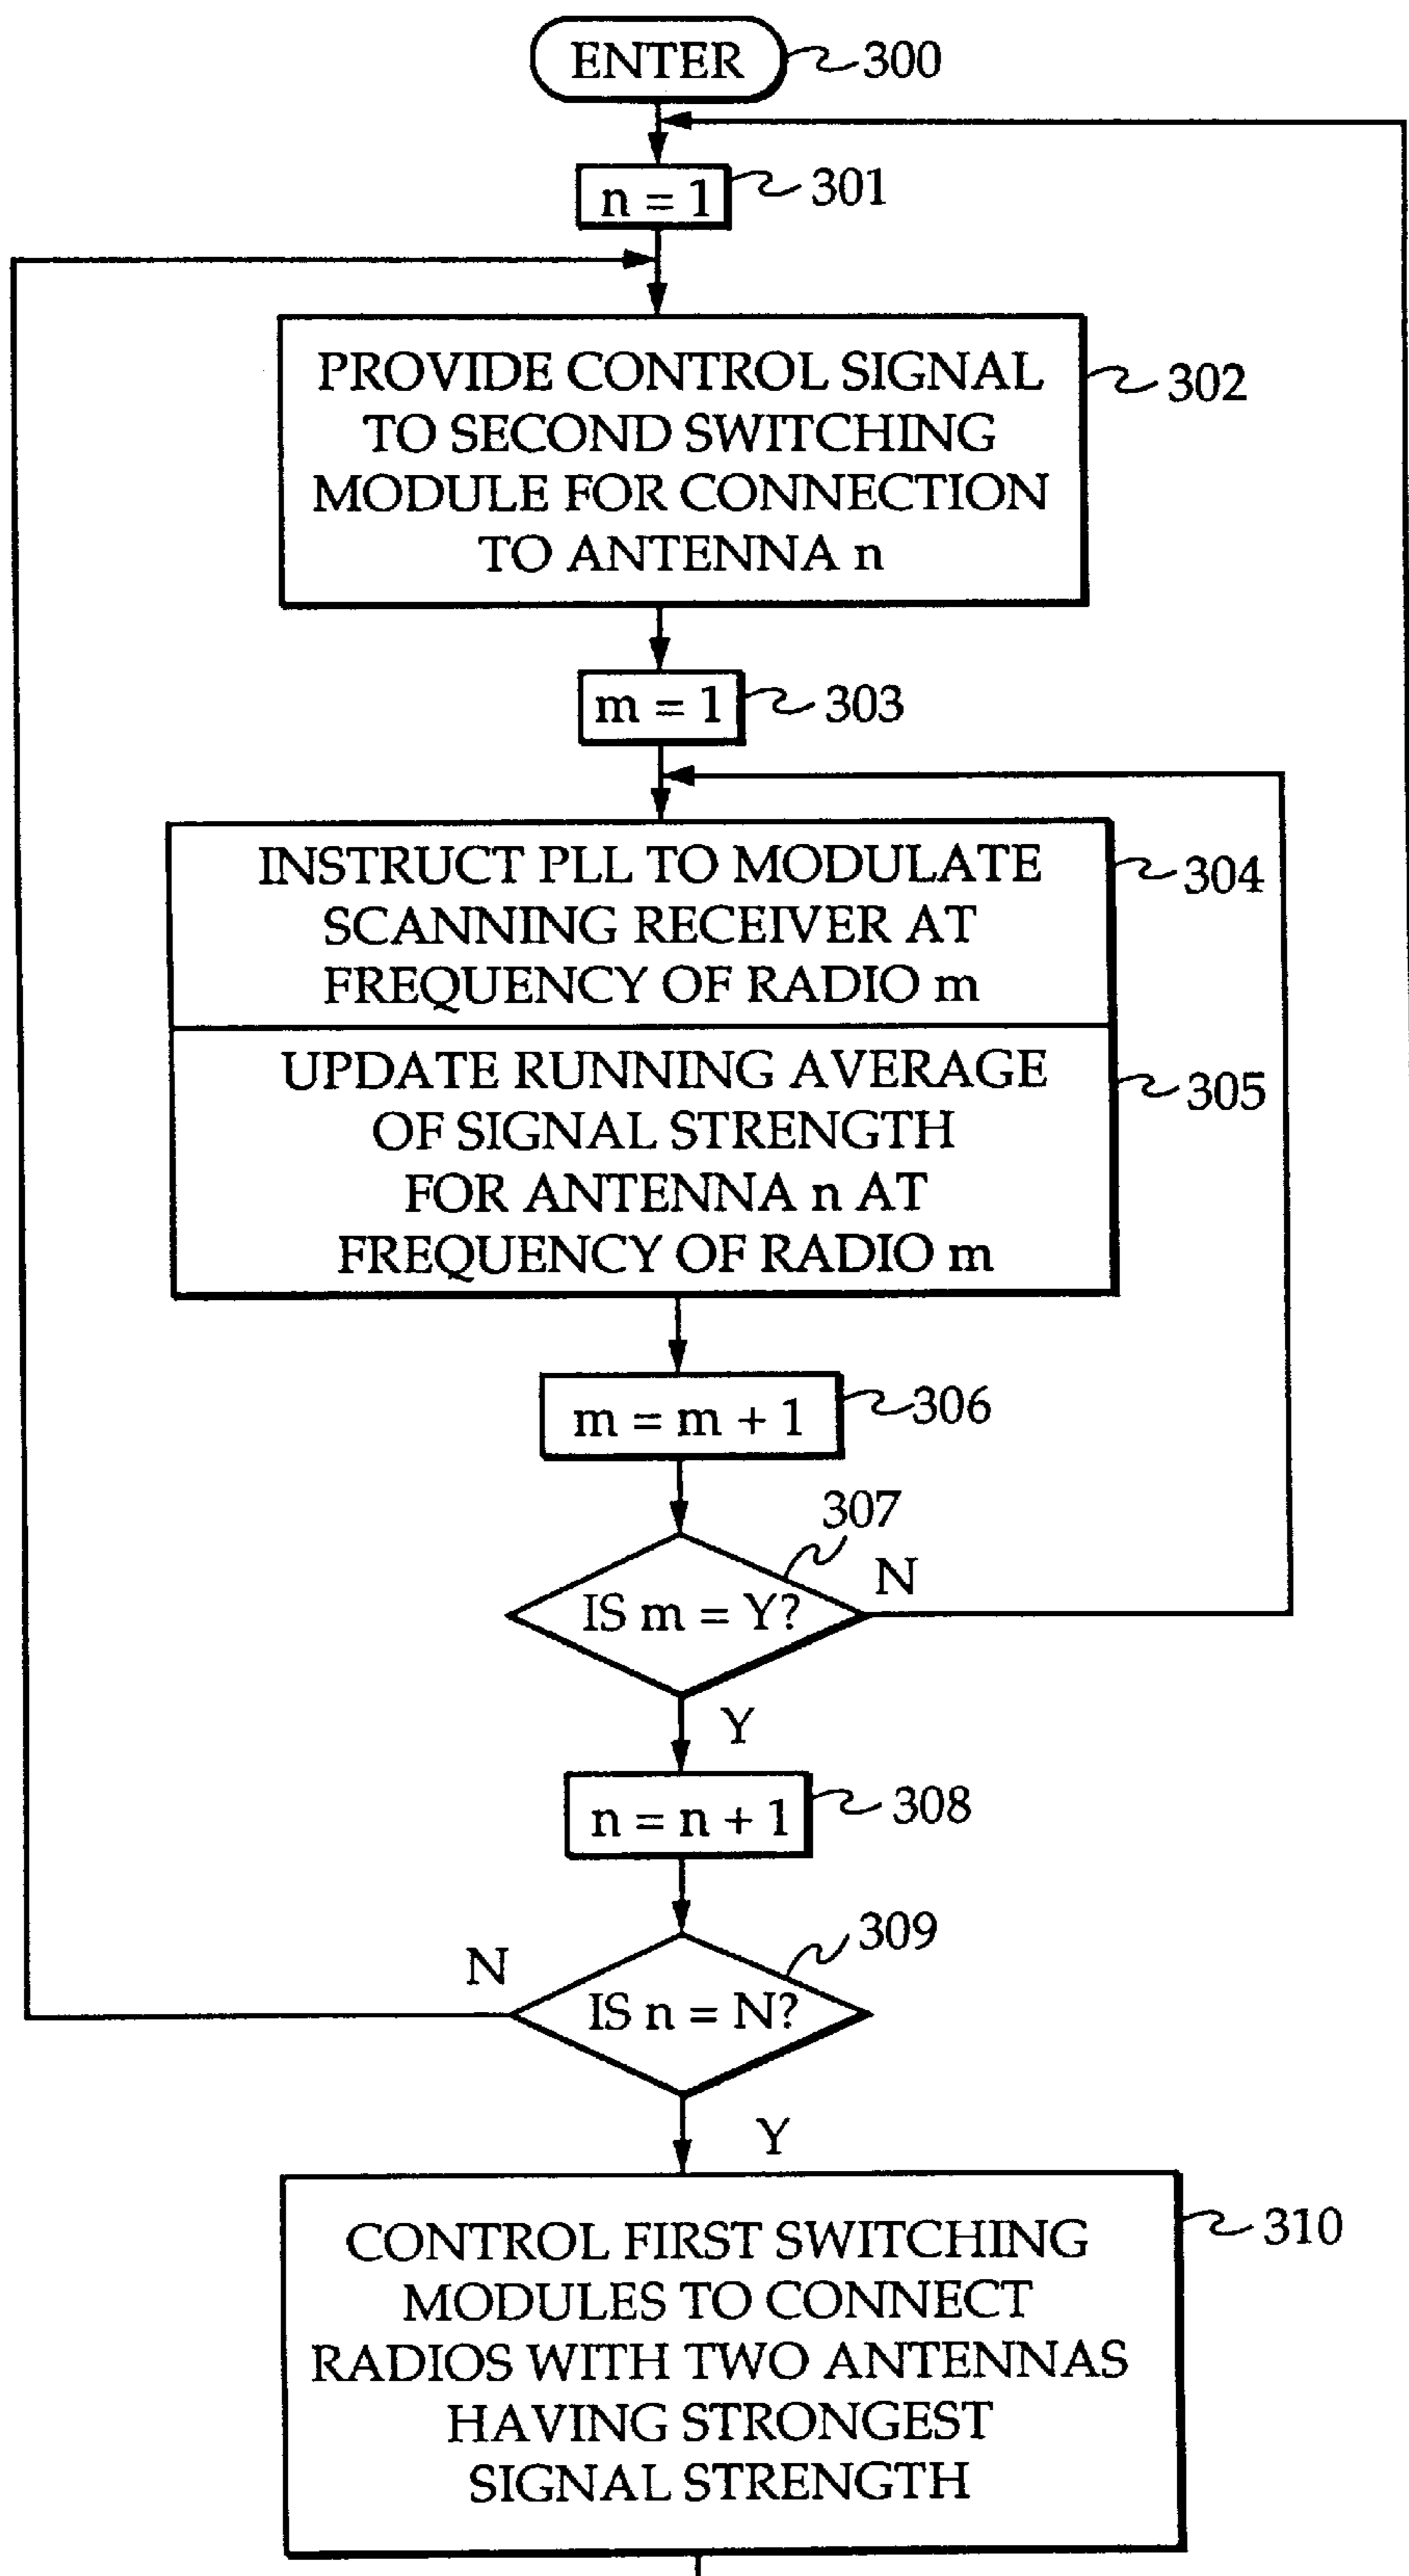 ENTER
300
n = 1
301
PROVIDE CONTROL SIGNAL
TO SECOND SWITCHING
MODULE FOR CONNECTION
TO ANTENNA n
302
m = 1
303
INSTRUCT PLL TO MODULATE
SCANNING RECEIVER AT
FREQUENCY OF RADIO m
304
UPDATE RUNNING AVERAGE
OF SIGNAL STRENGTH
FOR ANTENNA n AT
FREQUENCY OF RADIO m
305
m = m + 1
306
307
IS m = Y?
N
Y
n = n + 1
308
309
N
IS n = N?
Y
CONTROL FIRST SWITCHING
MODULES TO CONNECT
RADIOS WITH TWO ANTENNAS
HAVING STRONGEST
SIGNAL STRENGTH
310